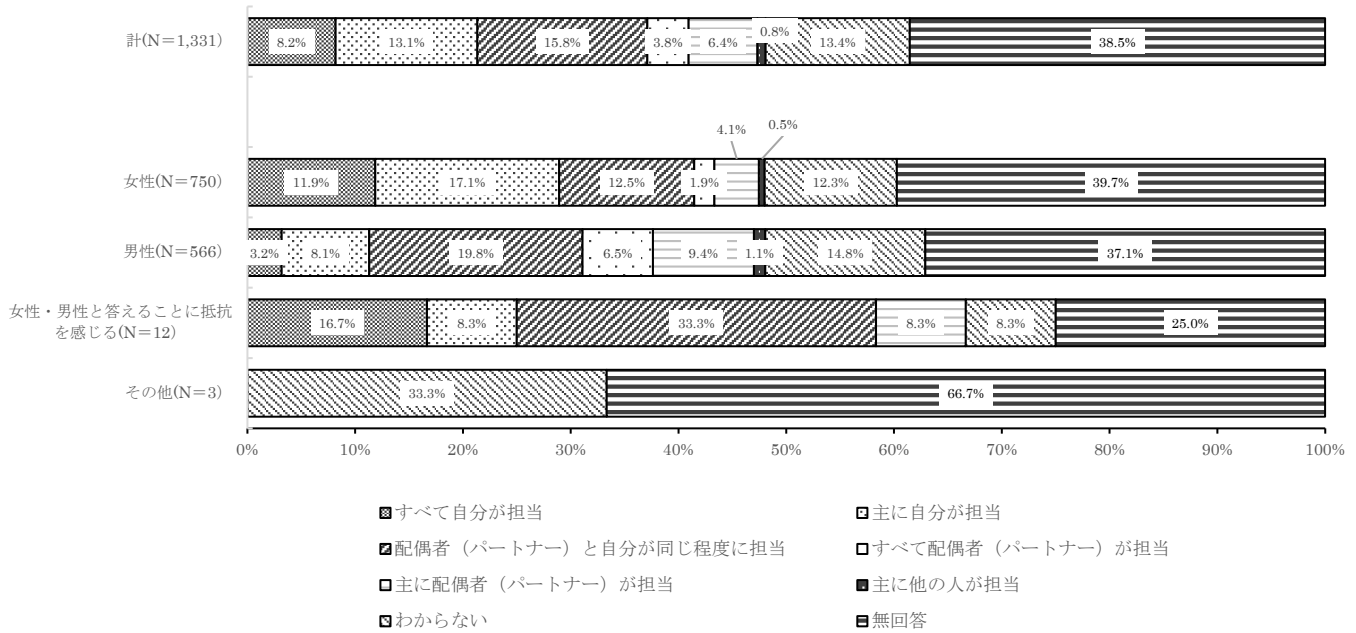 計(N＝1,331)
8.2%
13.1%
15.8%
3.8%
6.4%
0.8%
13.4%
38.5%
4.1%
0.5%
女性(N＝750)
11.9%
17.1%
12.5%
1.9%
12.3%
39.7%
男性(N＝566)
3.2%
8.1%
19.8%
6.5%
9.4%
1.1%
14.8%
37.1%
女性・男性と答えることに抵抗
を感じる(N＝12)
16.7%
8.3%
33.3%
8.3%
8.3%
25.0%
その他(N＝3)
33.3%
66.7%
0% 10% 20% 30% 40% 50% 60% 70% 80% 90% 100%
すべて自分が担当
主に自分が担当
配偶者（パートナー）と自分が同じ程度に担当
すべて配偶者（パートナー）が担当
主に配偶者（パートナー）が担当
主に他の人が担当
わからない
無回答